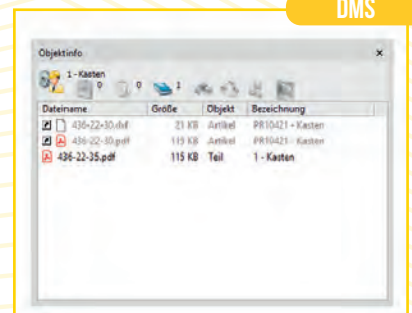 DMS
Objektinfo
1 - Kasten
0 0 1
Dateiname Größe Objekt Bezeichnung
436-22-30.dxf 21 KB Artikel PR10421 - Kasten
436-22-30.pdf 115 KB Artikel PR10421 - Kasten
436-22-35.pdf 115 KB Teil 1 - Kasten